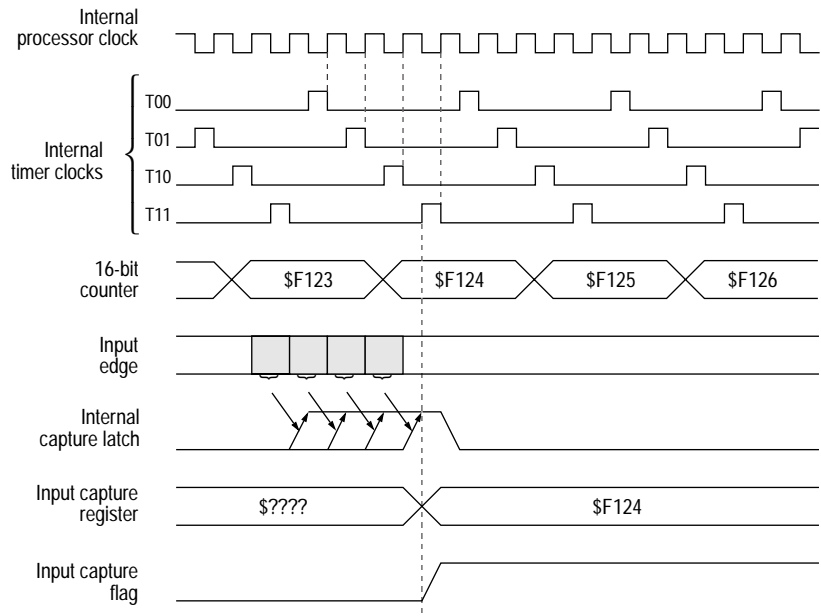 Internal
processor clock
T00
T01
Internal
timer clocks
T10
T11
16-bit
counter
$F123
$F124
$F125
$F126
Input
edge
Internal
capture latch
Input capture
register
$????
$F124
Input capture
flag